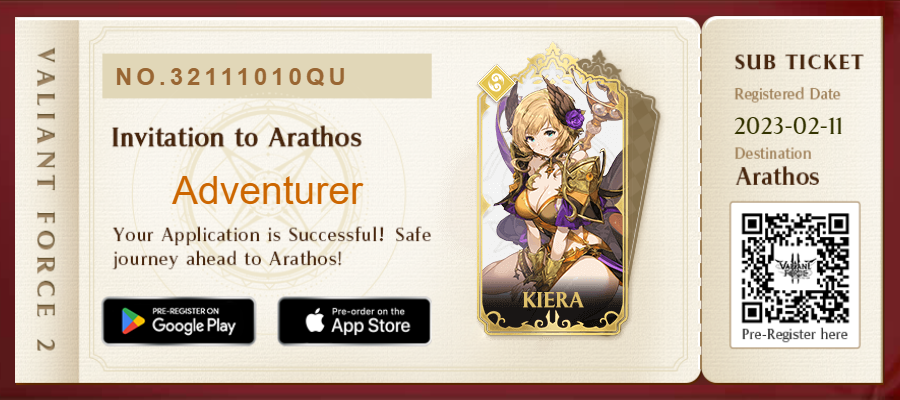 VALIANT FORCE 2
NO.32111010QU
Invitation to Arathos
Adventurer
Your Application is Successful! Safe
journey ahead to Arathos!
PRE-REGISTER ON
Google Play
Pre-order on the
App Store
KIERA
SUB TICKET
Registered Date
2023-02-11
Destination
Arathos
VALIANT
FORCE
Pre-Register here